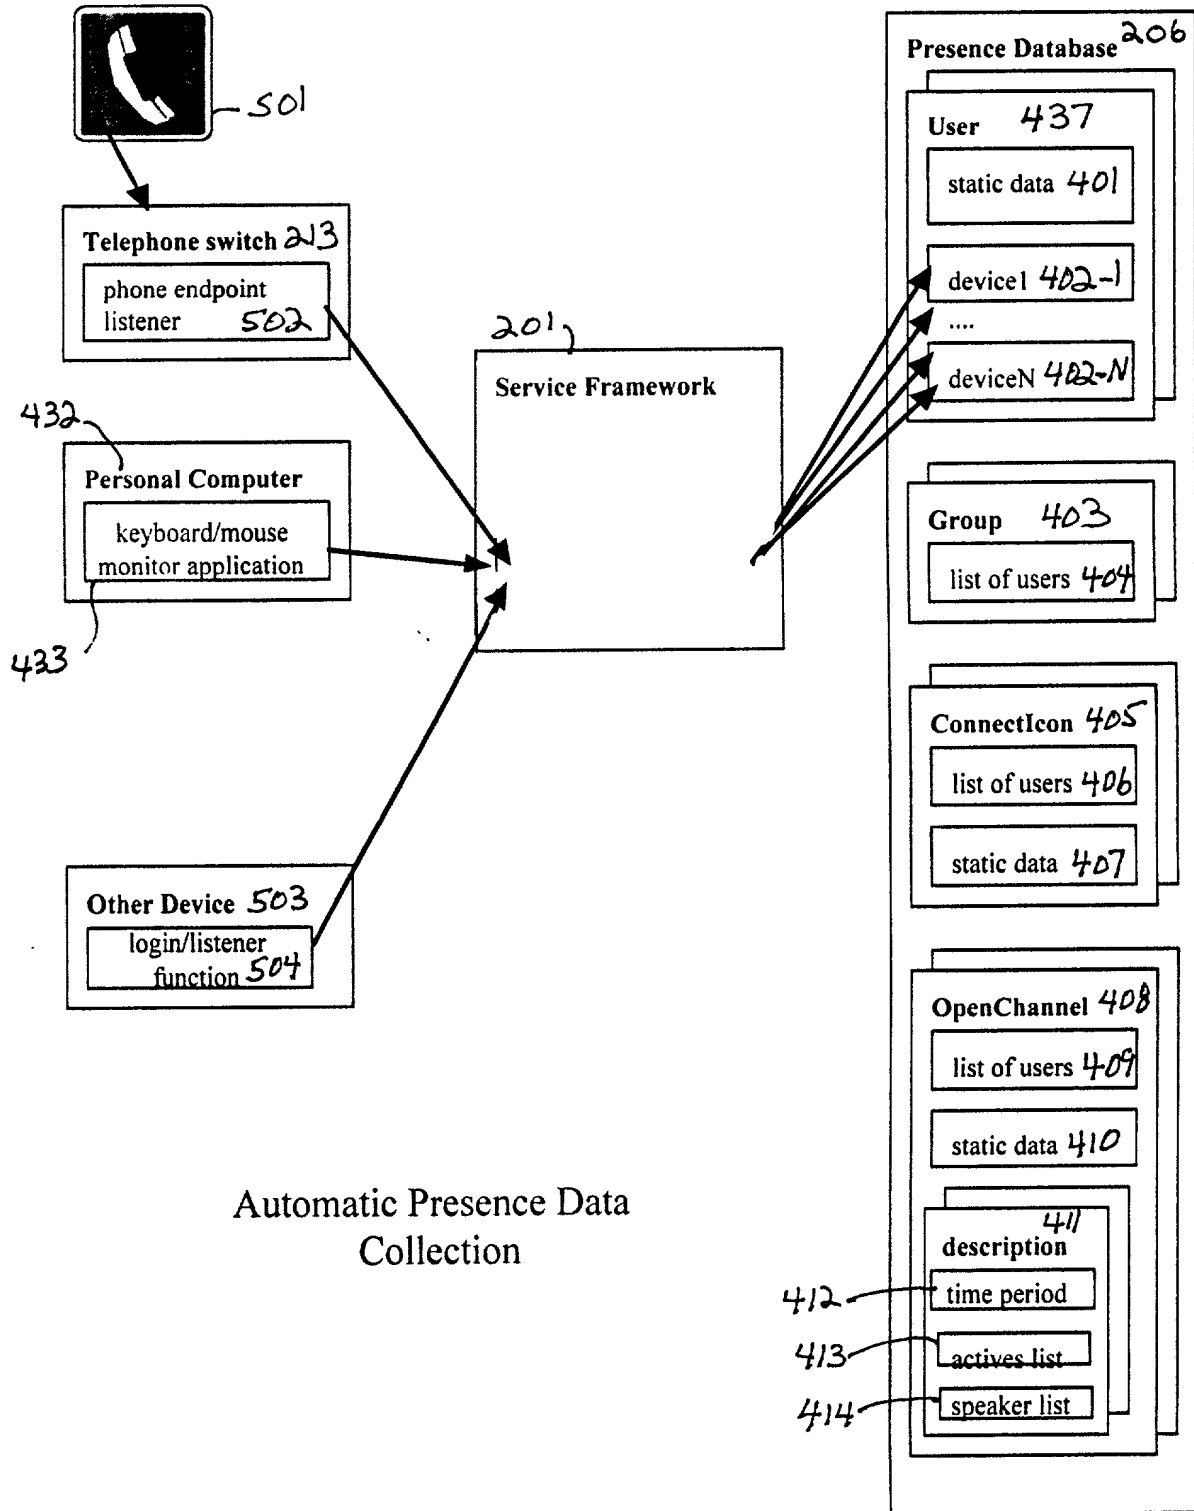 501
Telephone switch 213
phone endpoint
listener 502
432
Personal Computer
keyboard/mouse
monitor application
433
Other Device 503
login/listener
function 504
201
Service Framework
Automatic Presence Data
Collection
Presence Database 206
User 437
static data 401
device1 402-1
....
deviceN 402-N
Group 403
list of users 404
ConnectIcon 405
list of users 406
static data 407
OpenChannel 408
list of users 409
static data 410
411
description
412 time period
413 actives list
414 speaker list